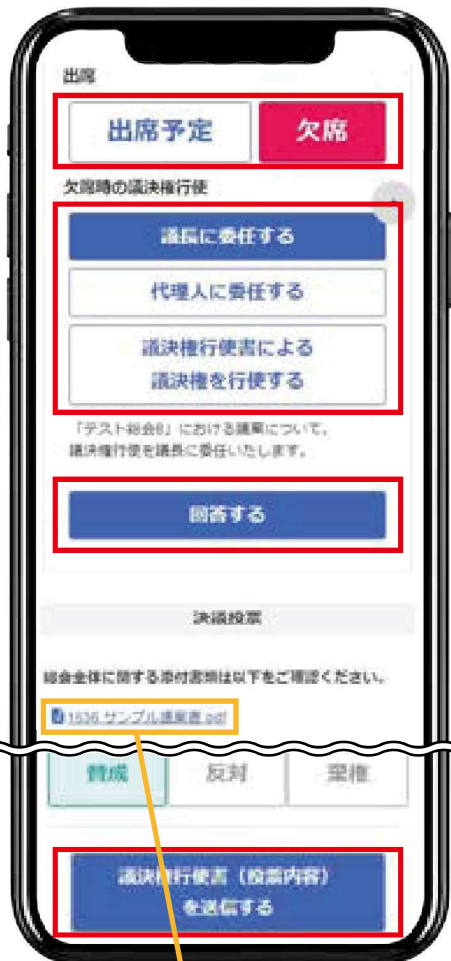 出席
出席予定
欠席
欠席時の議決権行使
議長に委任する
代理人に委任する
議決権行使書による
議決権を行使する
「テスト総会8」における議案について、
議決権行使を議長に委任いたします。
回答する
決議投票
総会全体に関する添付書類は以下をご確認ください。
1536_サンプル議案書.pdf
賛成
反対
棄権
議決権行使書（投票内容）
を送信する